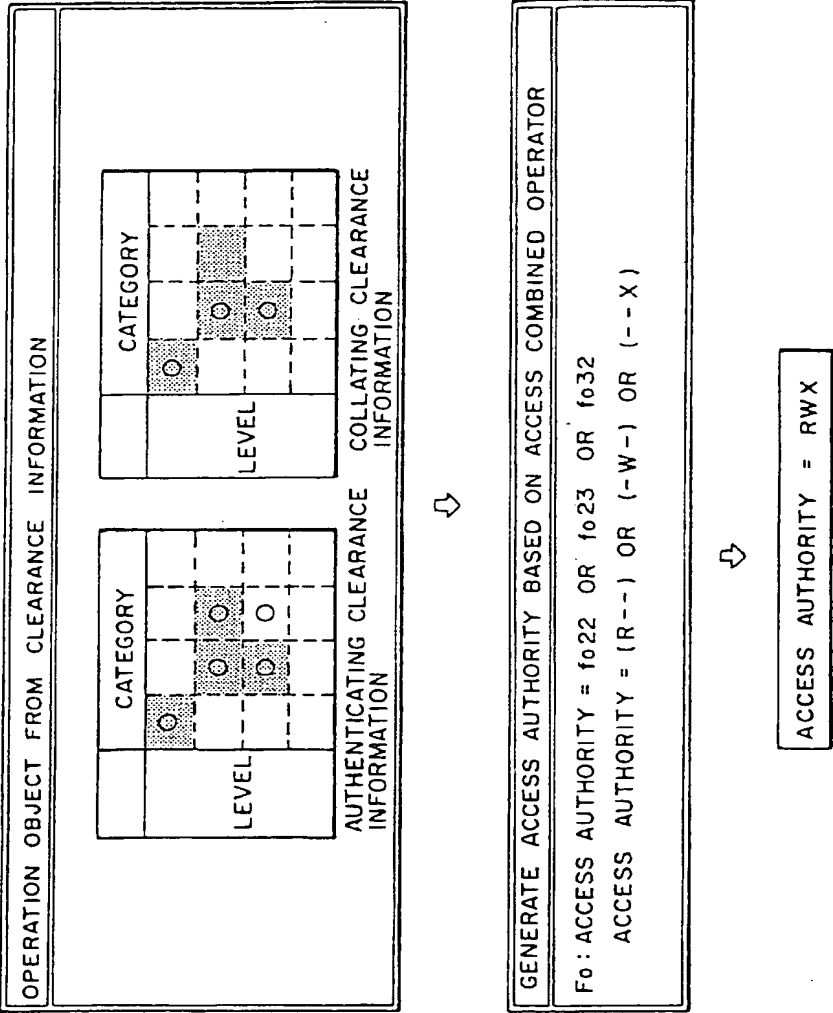 OPERATION OBJECT FROM CLEARANCE INFORMATION
CATEGORY
LEVEL
AUTHENTICATING CLEARANCE
INFORMATION
CATEGORY
LEVEL
COLLATING CLEARANCE
INFORMATION
GENERATE ACCESS AUTHORITY BASED ON ACCESS COMBINED OPERATOR
Fo: ACCESS AUTHORITY = fo22 OR fo23 OR fo32
ACCESS AUTHORITY = (R--) OR (-W-) OR (--X)
ACCESS AUTHORITY = RWX